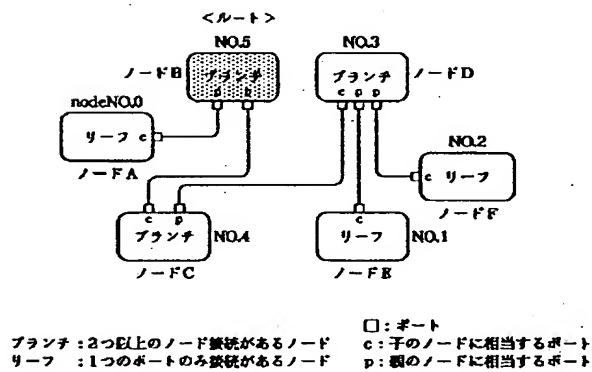 <ルート>
NO.5
NO.3
ノードB
ブランチ
p
p
ブランチ
c p p
ノードD
nodeNO.0
リーフ c
ノードA
NO.2
c リーフ
ノードF
c p
ブランチ
NO.4
ノードC
c
リーフ
NO.1
ノードE
□:ポート
ブランチ:2つ以上のノード接続があるノード
c:子のノードに相当するポート
リーフ:1つのポートのみ接続があるノード
p:親のノードに相当するポート